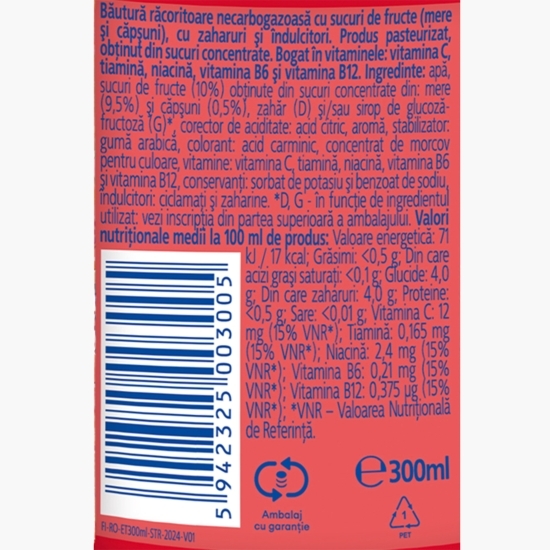 Băutură răcoritoare necarbogazoasă cu sucuri de fructe (mere
și căpșuni), cu zaharuri și îndulcitori. Produs pasteurizat,
obținut din sucuri concentrate. Bogat în vitaminele: vitamina C,
tiamină, niacină, vitamina B6 și vitamina B12. Ingrediente: apă,
sucuri de fructe (10%) obținute din sucuri concentrate din: mere
(9,5%) și căpșuni (0,5%), zahăr (D) și/sau sirop de glucoză-
fructoză (G)*, corector de aciditate: acid citric, aromă, stabilizator:
gumă arabică, colorant: acid carminic, concentrat de morcov
pentru culoare, vitamine: vitamina C, tiamină, niacină, vitamina B6
și vitamina B12, conservanți: sorbat de potasiu și benzoat de sodiu,
îndulcitori: ciclamați și zaharine. *D, G - în funcție de ingredientul
utilizat: vezi inscripția din partea superioară a ambalajului. Valori
nutriționale medii la 100 ml de produs: Valoare energetică: 71
kJ / 17 kcal; Grăsimi: <0,5 g; Din care
acizi grași saturați: <0,1 g; Glucide: 4,0
g; Din care zaharuri: 4,0 g; Proteine:
<0,5 g; Sare: <0,01 g; Vitamina C: 12
mg (15% VNR*); Tiamină: 0,165 mg
(15% VNR*); Niacină: 2,4 mg (15%
VNR*); Vitamina B6: 0,21 mg (15%
VNR*); Vitamina B12: 0,375 µg (15%
VNR*); *VNR – Valoarea Nutrițională
de Referință.
5 942325 003005
Ambalaj
cu garanție
℮300ml
1
PET
FI-RO-ET300ml-STR-2024-V01